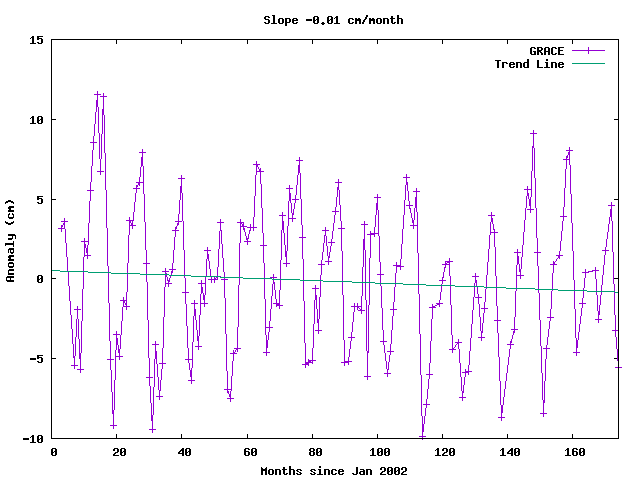 Slope -0.01 cm/month
15
GRACE
Trend Line
10
5
Anomaly (cm)
0
-5
-10
0 20 40 60 80 100 120 140 160
Months since Jan 2002